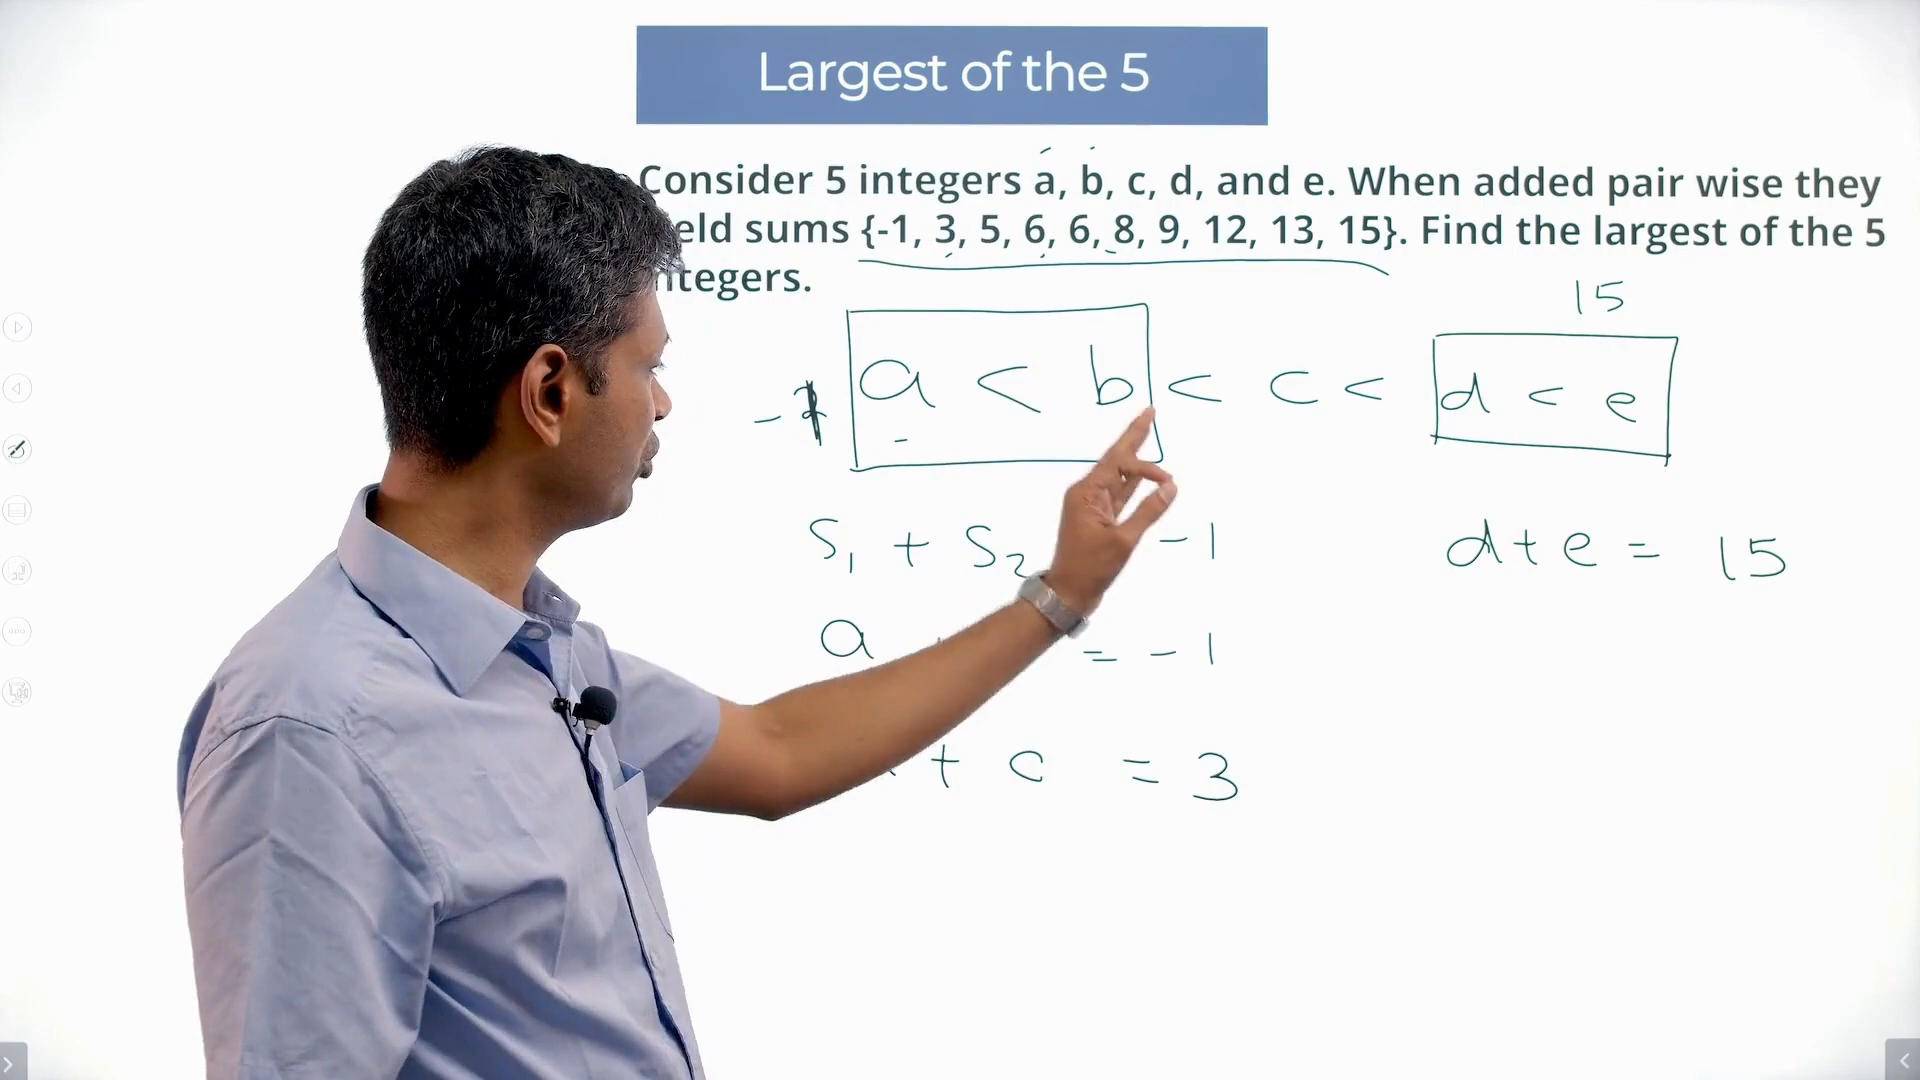 Largest of the 5
Consider 5 integers a, b, c, d, and e. When added pair wise they
eld sums {-1, 3, 5, 6, 6, 8, 9, 12, 13, 15}. Find the largest of the 5
ntegers.
15
-1 a < b < c < d < e
S1 + S2 -1 d+e = 15
a = -1
+ c = 3